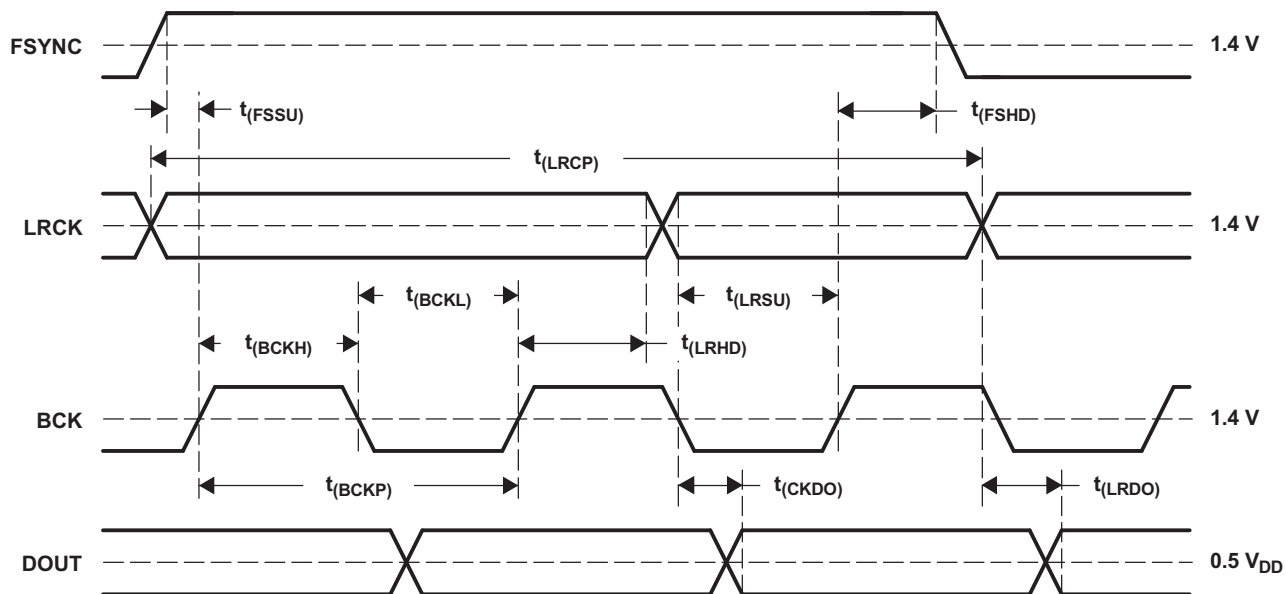 FSYNC
1.4 V
t(FSSU)
t(FSHD)
t(LRCP)
LRCK
1.4 V
t(BCKL)
t(LRSU)
t(BCKH)
t(LRHD)
BCK
1.4 V
t(BCKP)
t(CKDO)
t(LRDO)
DOUT
0.5 VDD